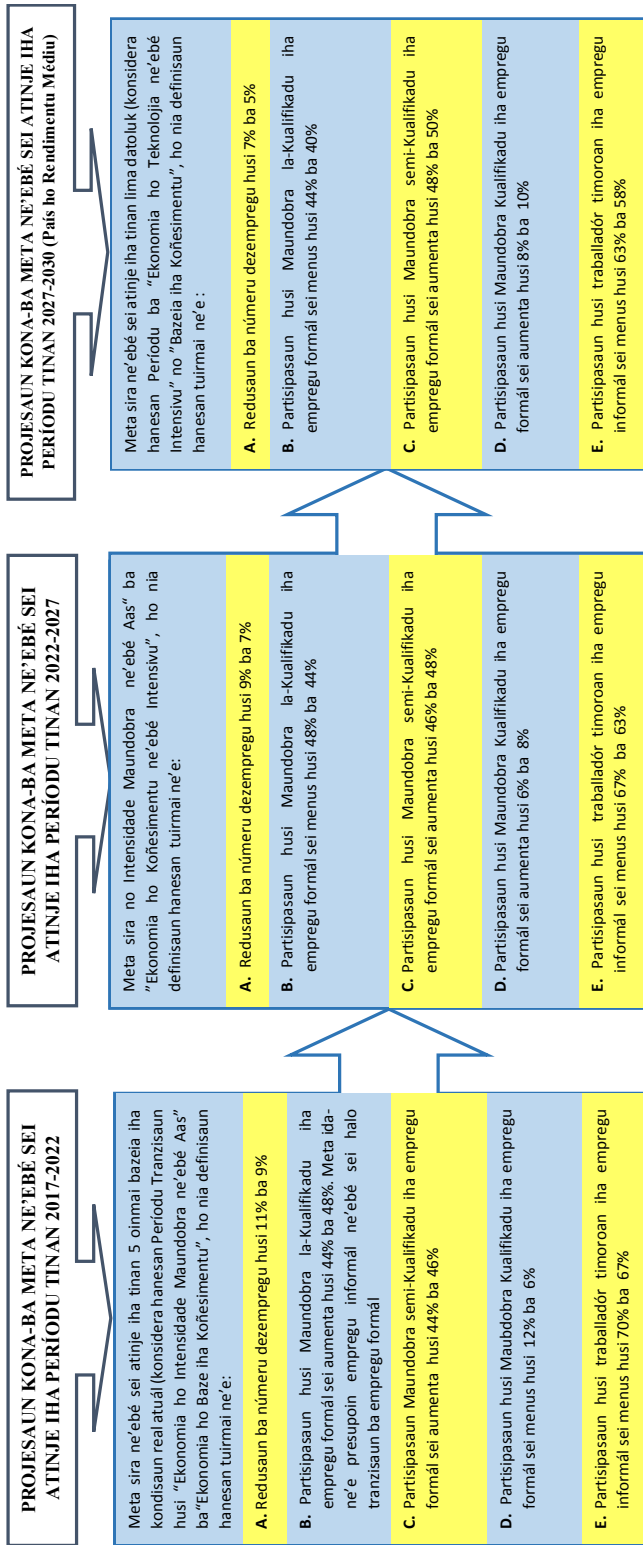 PROJESAUN KONA-BA META NE'EBÉ SEI
ATINJE IHA PERÍODU TINAN 2017-2022
Meta sira ne'ebé sei atinje iha tinan 5 oinmai bazeia iha
kondisaun real atuál (konsidera hanesan Períodu Tranzisaun
husi "Ekonomia ho Intensidade Maundobra ne'ebé Aas"
ba"Ekonomia ho Baze iha Koñesimentu", ho nia definisaun
hanesan tuirmai ne'e:
A. Redusaun ba númeru dezempregu husi 11% ba 9%
B. Partisipasaun husi Maundobra la-Kualifikadu iha
empregu formál sei aumenta husi 44% ba 48%. Meta ida-
ne'e presupoin empregu informál ne'ebé sei halo
tranzisaun ba empregu formál
C. Partisipasaun Maundobra semi-Kualifikadu iha empregu
formál sei aumenta husi 44% ba 46%
D. Partisipasaun husi Maubdobra Kualifikadu iha empregu
formál sei menus husi 12% ba 6%
E. Partisipasaun husi traballadór timoroan iha empregu
informál sei menus husi 70% ba 67%
PROJESAUN KONA-BA META NE'EBÉ SEI
ATINJE IHA PERÍODU TINAN 2022-2027
Meta sira no Intensidade Maundobra ne'ebé Aas" ba
"Ekonomia ho Koñesimentu ne'ebé Intensivu", ho nia
definisaun hanesan tuirmai ne'e:
A. Redusaun ba númeru dezempregu husi 9% ba 7%
B. Partisipasaun husi Maundobra la-Kualifikadu iha
empregu formál sei menus husi 48% ba 44%
C. Partisipasaun husi Maundobra semi-Kualifikadu iha
empregu formál sei aumenta husi 46% ba 48%
D. Partisipasaun husi Maundobra Kualifikadu iha empregu
formál sei aumenta husi 6% ba 8%
E. Partisipasaun husi traballadór timoroan iha empregu
informál sei menus husi 67% ba 63%
PROJESAUN KONA-BA META NE'EBÉ SEI ATINJE IHA
PERÍODU TINAN 2027-2030 (País ho Rendimentu Médiu)
Meta sira ne'ebé sei atinje iha tinan lima datoluk (konsidera
hanesan Períodu ba "Ekonomia ho Teknolojia ne'ebé
Intensivu" no "Bazeia iha Koñesimentu", ho nia definisaun
hanesan tuirmai ne'e :
A. Redusaun ba númeru dezempregu husi 7% ba 5%
B. Partisipasaun husi Maundobra la-Kualifikadu iha
empregu formál sei menus husi 44% ba 40%
C. Partisipasaun husi Maundobra semi-Kualifikadu iha
empregu formál sei aumenta husi 48% ba 50%
D. Partisipasaun husi Maundobra Kualifikadu iha empregu
formál sei aumenta husi 8% ba 10%
E. Partisipasaun husi traballadór timoroan iha empregu
informál sei menus husi 63% ba 58%